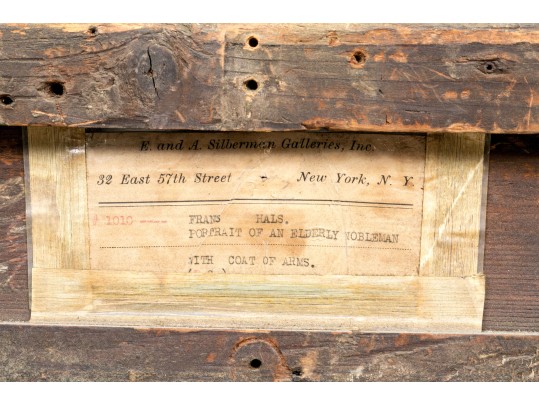 E. and A. Silberman Galleries, Inc.
32 East 57th Street - New York, N. Y
1010 ----
FRANS HALS.
PORTRAIT OF AN ELDERLY NOBLEMAN
WITH COAT OF ARMS.